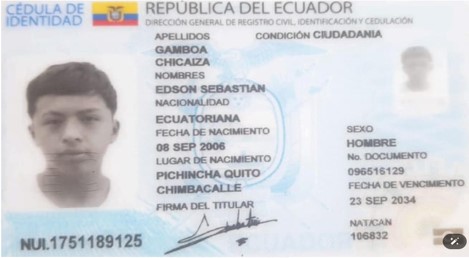 CÉDULA DE IDENTIDAD
REPÚBLICA DEL ECUADOR
DIRECCIÓN GENERAL DE REGISTRO CIVIL, IDENTIFICACIÓN Y CEDULACIÓN
APELLIDOS
CONDICIÓN CIUDADANIA
GAMBOA
CHICAIZA
NOMBRES
EDSON SEBASTIAN
NACIONALIDAD
ECUATORIANA
FECHA DE NACIMIENTO
08 SEP 2006
LUGAR DE NACIMIENTO
PICHINCHA QUITO
CHIMBACALLE
FIRMA DEL TITULAR
SEXO
HOMBRE
No. DOCUMENTO
096516129
FECHA DE VENCIMIENTO
23 SEP 2034
NAT/CAN
106832
NUI.1751189125